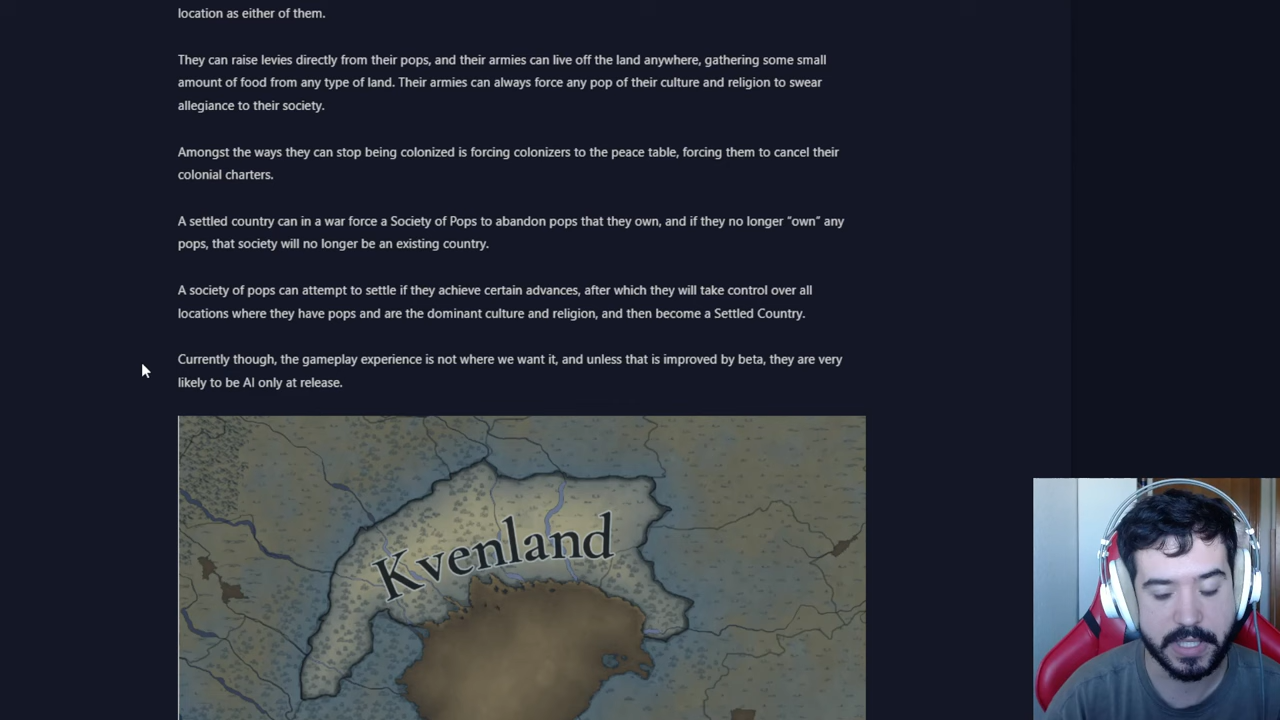 location as either of them.
They can raise levies directly from their pops, and their armies can live off the land anywhere, gathering some small
amount of food from any type of land. Their armies can always force any pop of their culture and religion to swear
allegiance to their society.
Amongst the ways they can stop being colonized is forcing colonizers to the peace table, forcing them to cancel their
colonial charters.
A settled country can in a war force a Society of Pops to abandon pops that they own, and if they no longer “own” any
pops, that society will no longer be an existing country.
A society of pops can attempt to settle if they achieve certain advances, after which they will take control over all
locations where they have pops and are the dominant culture and religion, and then become a Settled Country.
Currently though, the gameplay experience is not where we want it, and unless that is improved by beta, they are very
likely to be AI only at release.
Kvenland